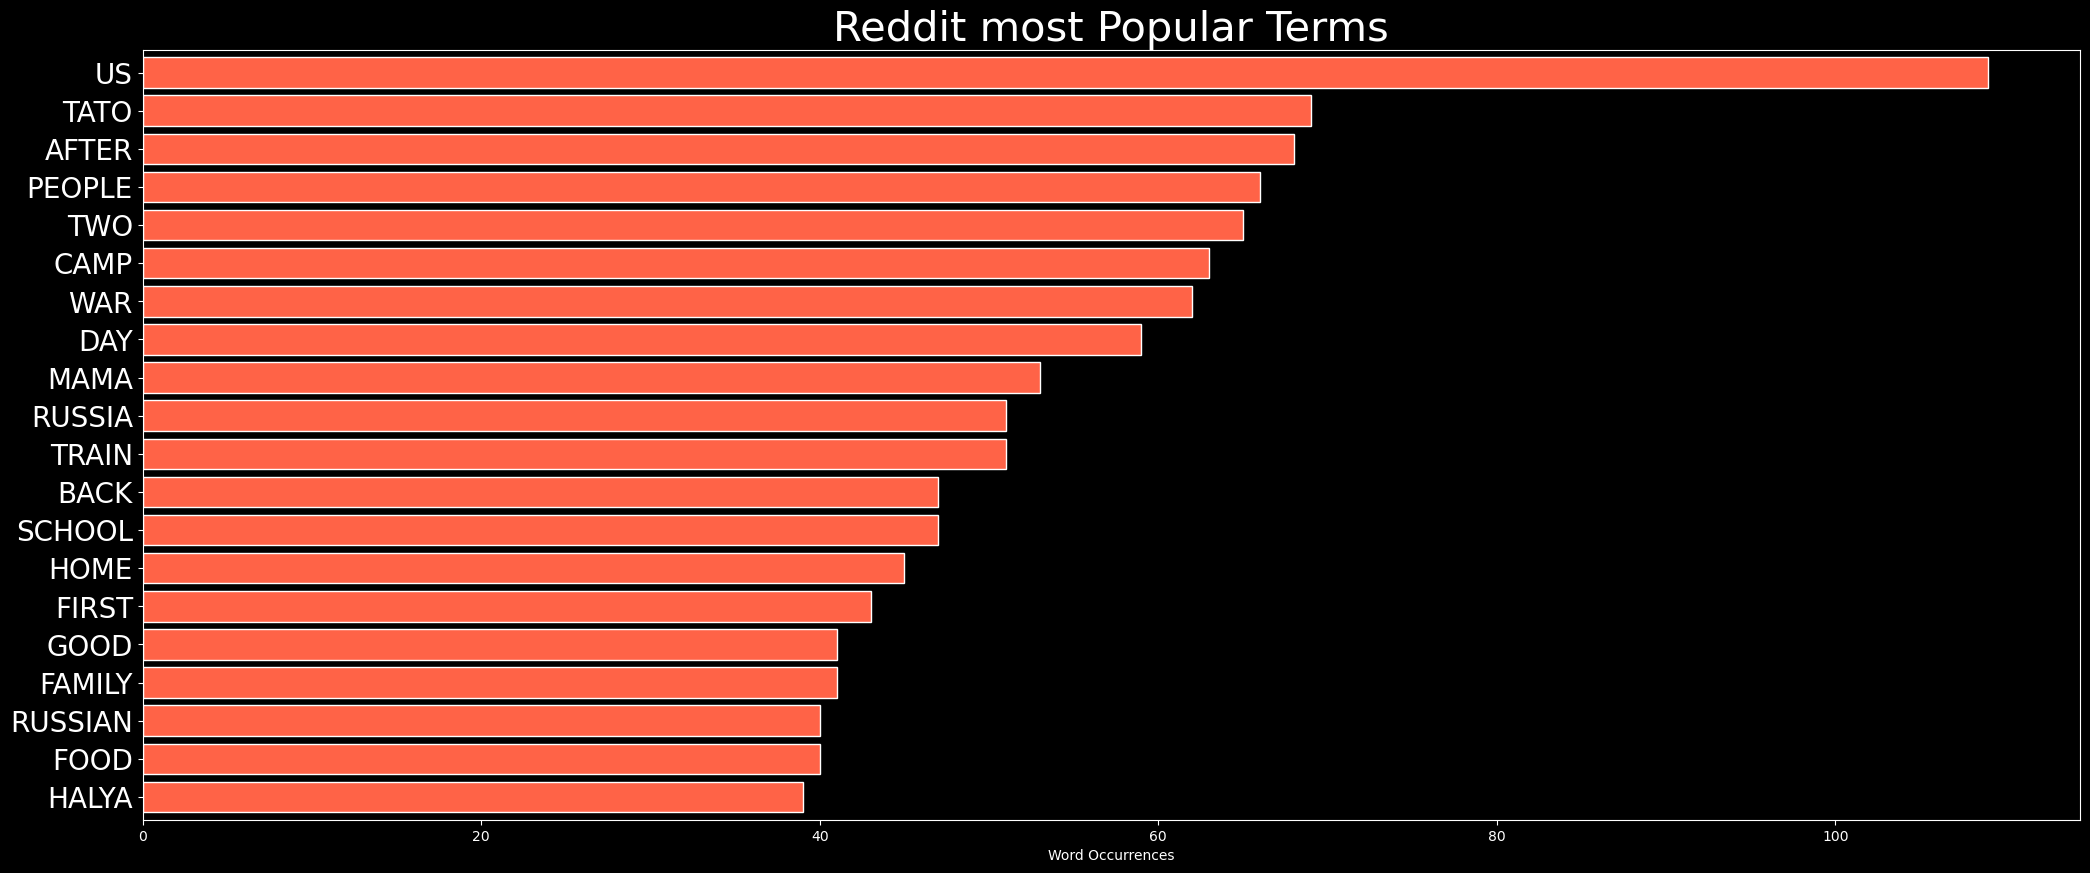 Reddit most Popular Terms
US
TATO
AFTER
PEOPLE
TWO
CAMP
WAR
DAY
MAMA
RUSSIA
TRAIN
BACK
SCHOOL
HOME
FIRST
GOOD
FAMILY
RUSSIAN
FOOD
HALYA
0 20 40 60 80 100
Word Occurrences